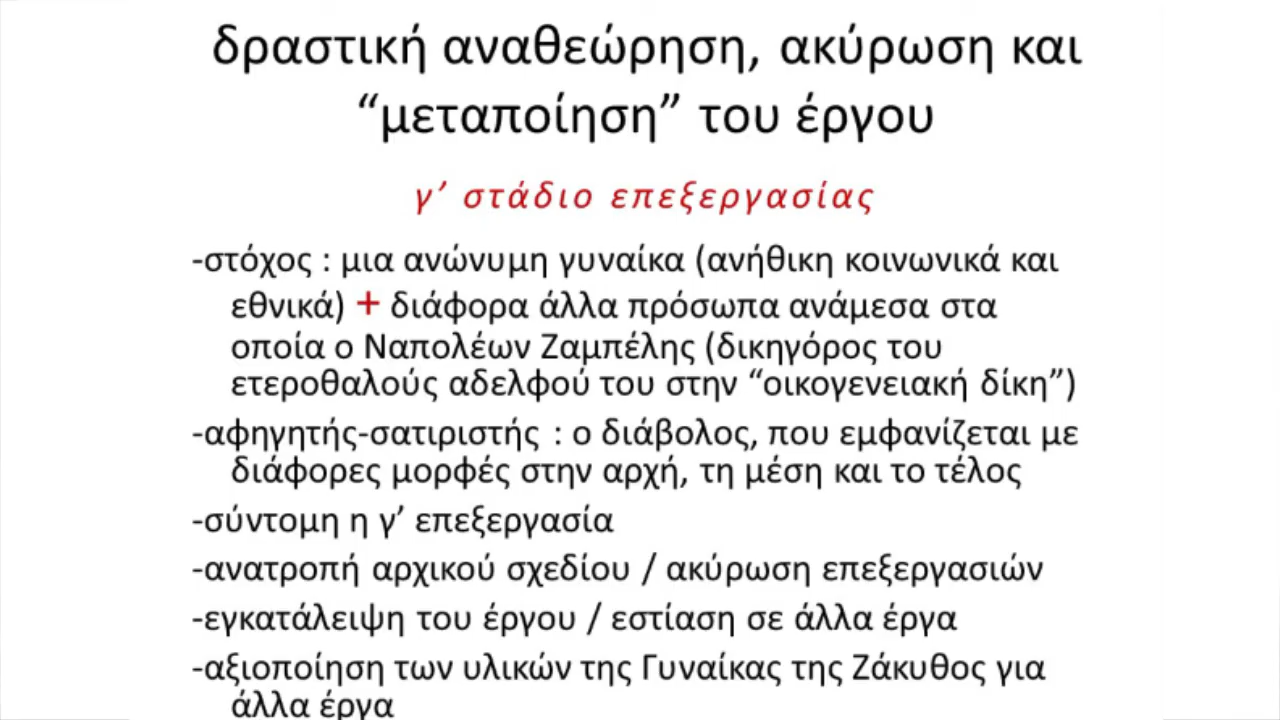 δραστική αναθεώρηση, ακύρωση και
“μεταποίηση” του έργου
γ’ στάδιο επεξεργασίας
-στόχος : μια ανώνυμη γυναίκα (ανήθικη κοινωνικά και
εθνικά) + διάφορα άλλα πρόσωπα ανάμεσα στα
οποία ο Ναπολέων Ζαμπέλης (δικηγόρος του
ετεροθαλούς αδελφού του στην “οικογενειακή δίκη”)
-αφηγητής-σατιριστής : ο διάβολος, που εμφανίζεται με
διάφορες μορφές στην αρχή, τη μέση και το τέλος
-σύντομη η γ’ επεξεργασία
-ανατροπή αρχικού σχεδίου / ακύρωση επεξεργασιών
-εγκατάλειψη του έργου / εστίαση σε άλλα έργα
-αξιοποίηση των υλικών της Γυναίκας της Ζάκυθος για
άλλα έργα